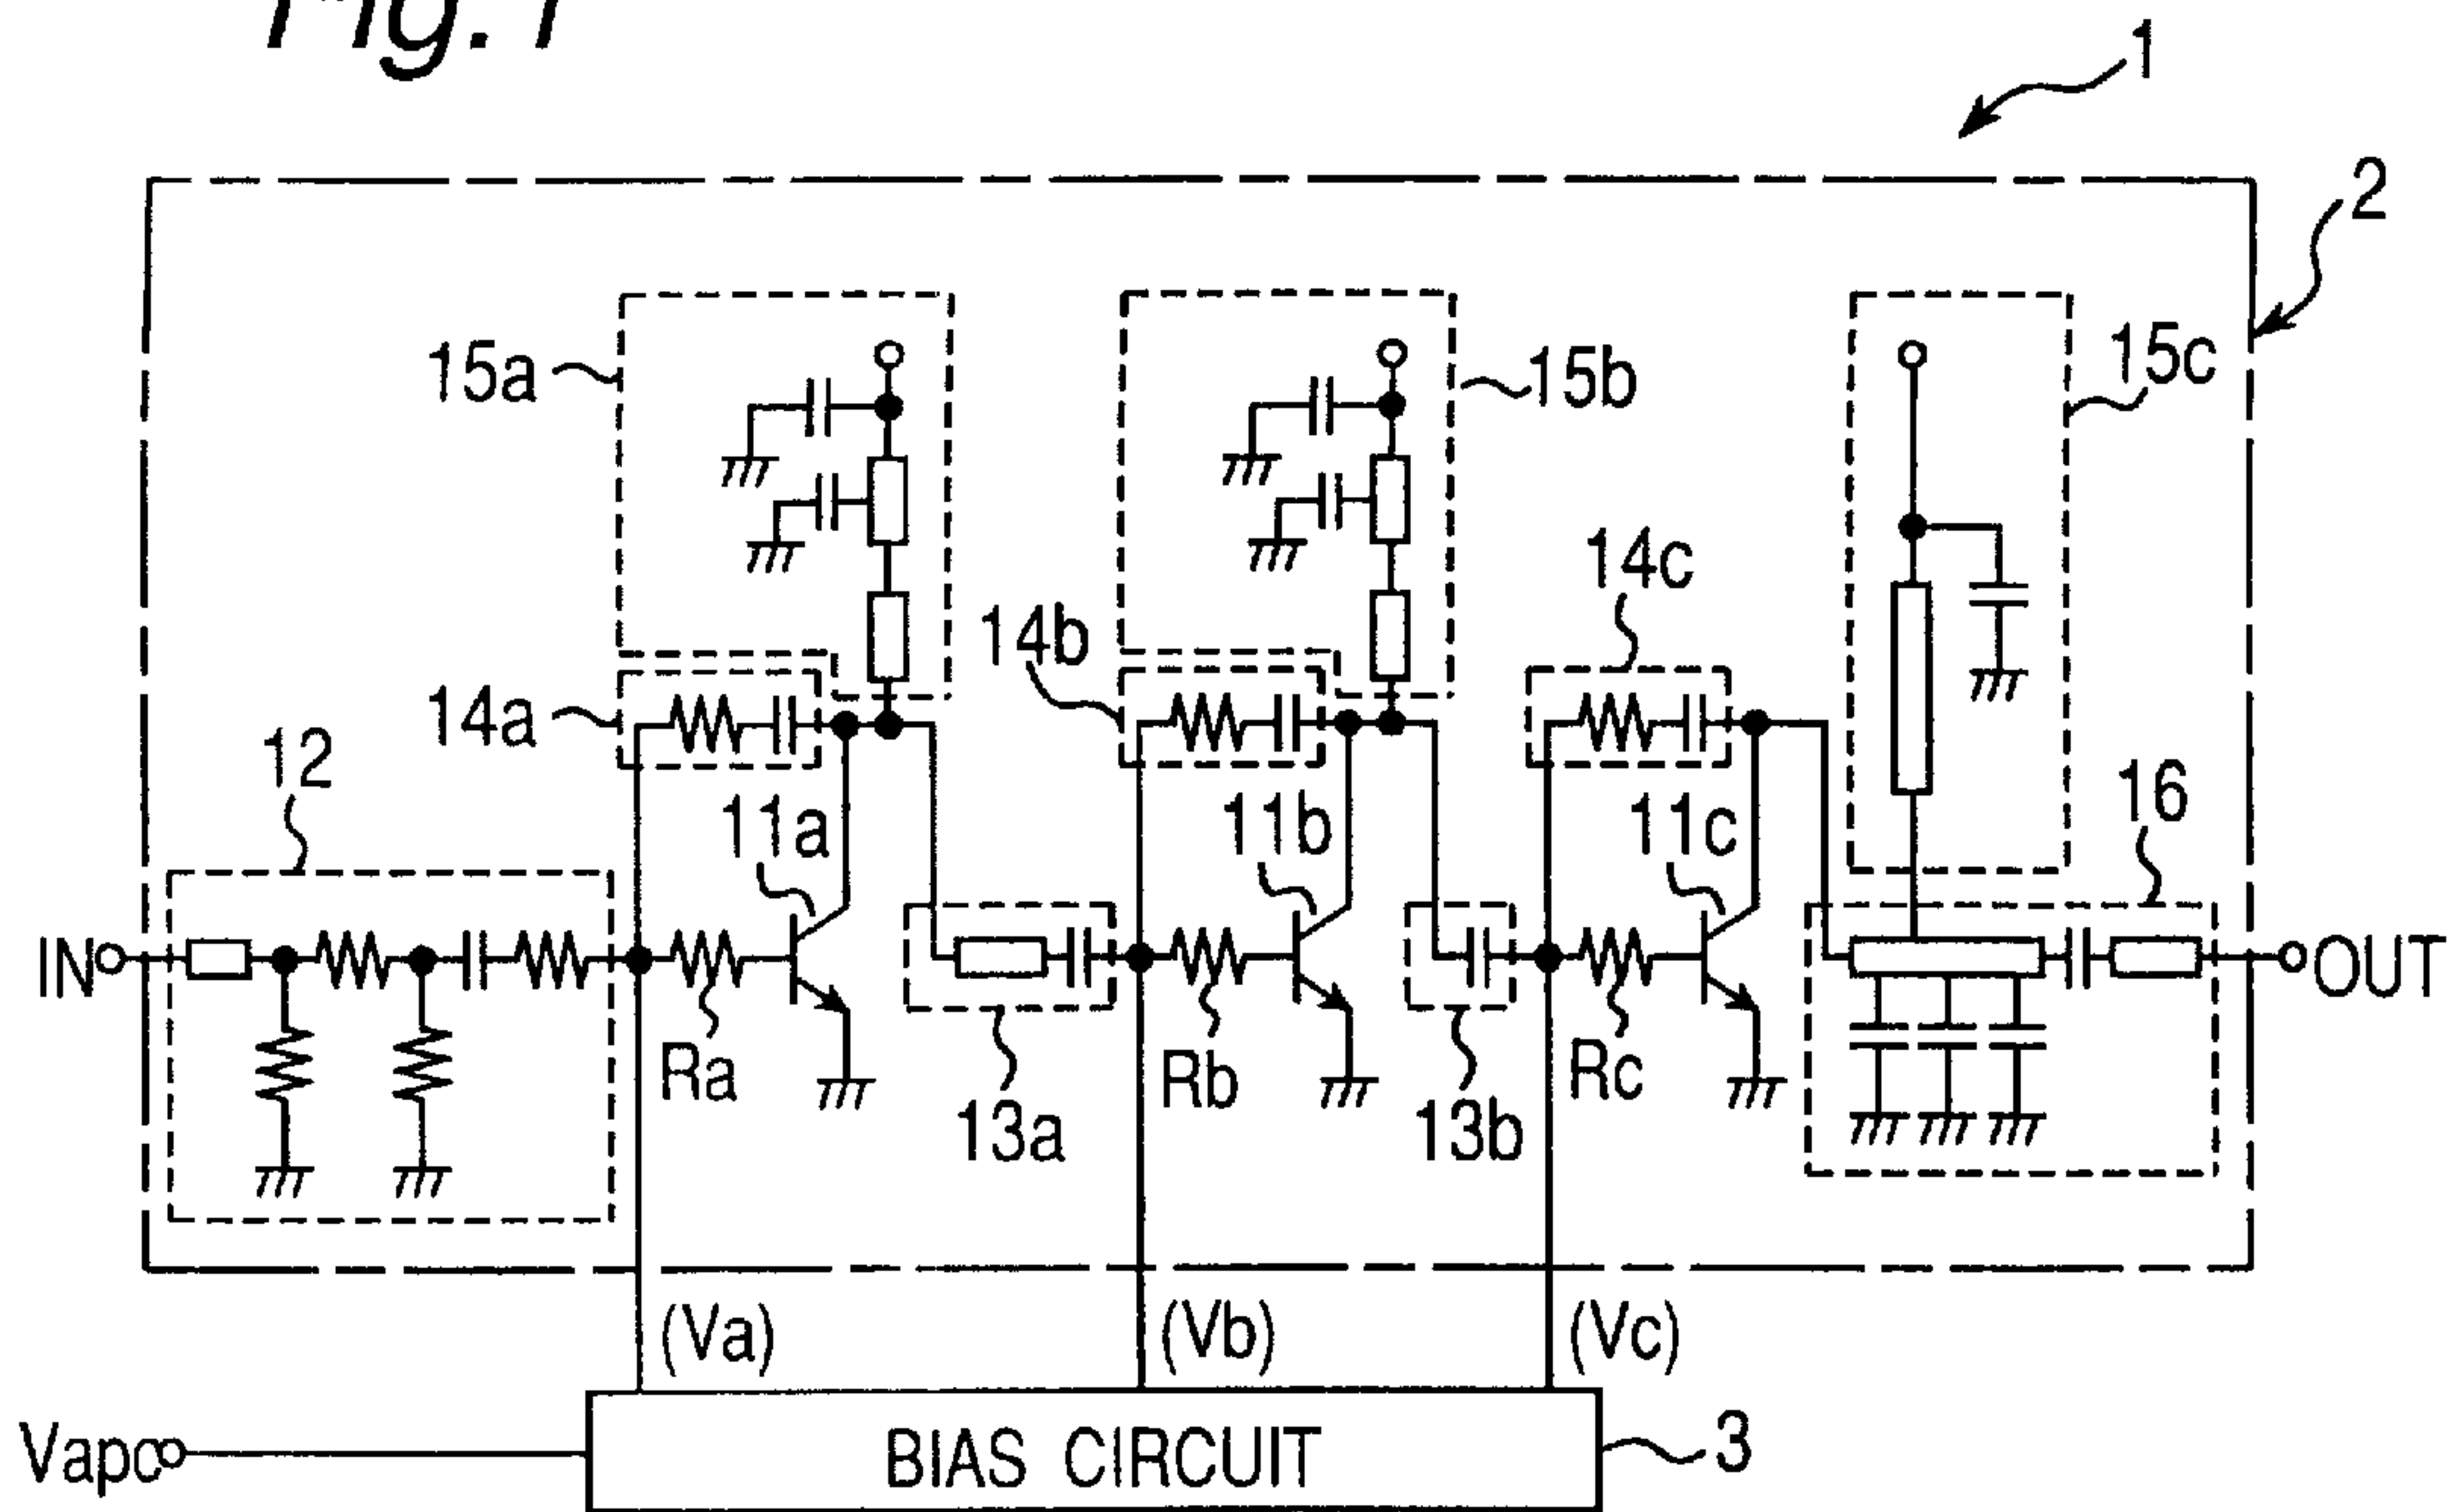 Fig. 1
1
2
15a
15b
15c
14c
14b
14a
12
11a
11b
11c
16
IN
OUT
Ra
Rb
Rc
13a
13b
(Va)
(Vb)
(Vc)
Vapc
BIAS CIRCUIT
3